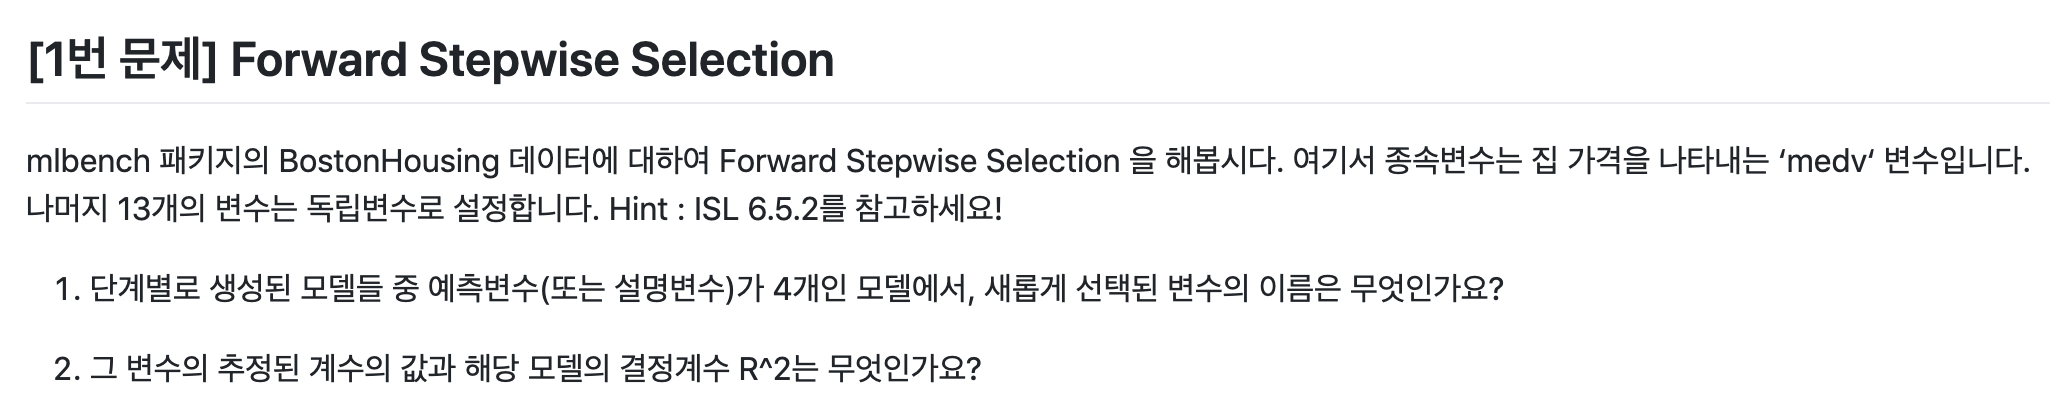 [1번 문제] Forward Stepwise Selection
mlbench 패키지의 BostonHousing 데이터에 대하여 Forward Stepwise Selection 을 해봅시다. 여기서 종속변수는 집 가격을 나타내는 ‘medv‘ 변수입니다.
나머지 13개의 변수는 독립변수로 설정합니다. Hint : ISL 6.5.2를 참고하세요!
1. 단계별로 생성된 모델들 중 예측변수(또는 설명변수)가 4개인 모델에서, 새롭게 선택된 변수의 이름은 무엇인가요?
2. 그 변수의 추정된 계수의 값과 해당 모델의 결정계수 R^2는 무엇인가요?